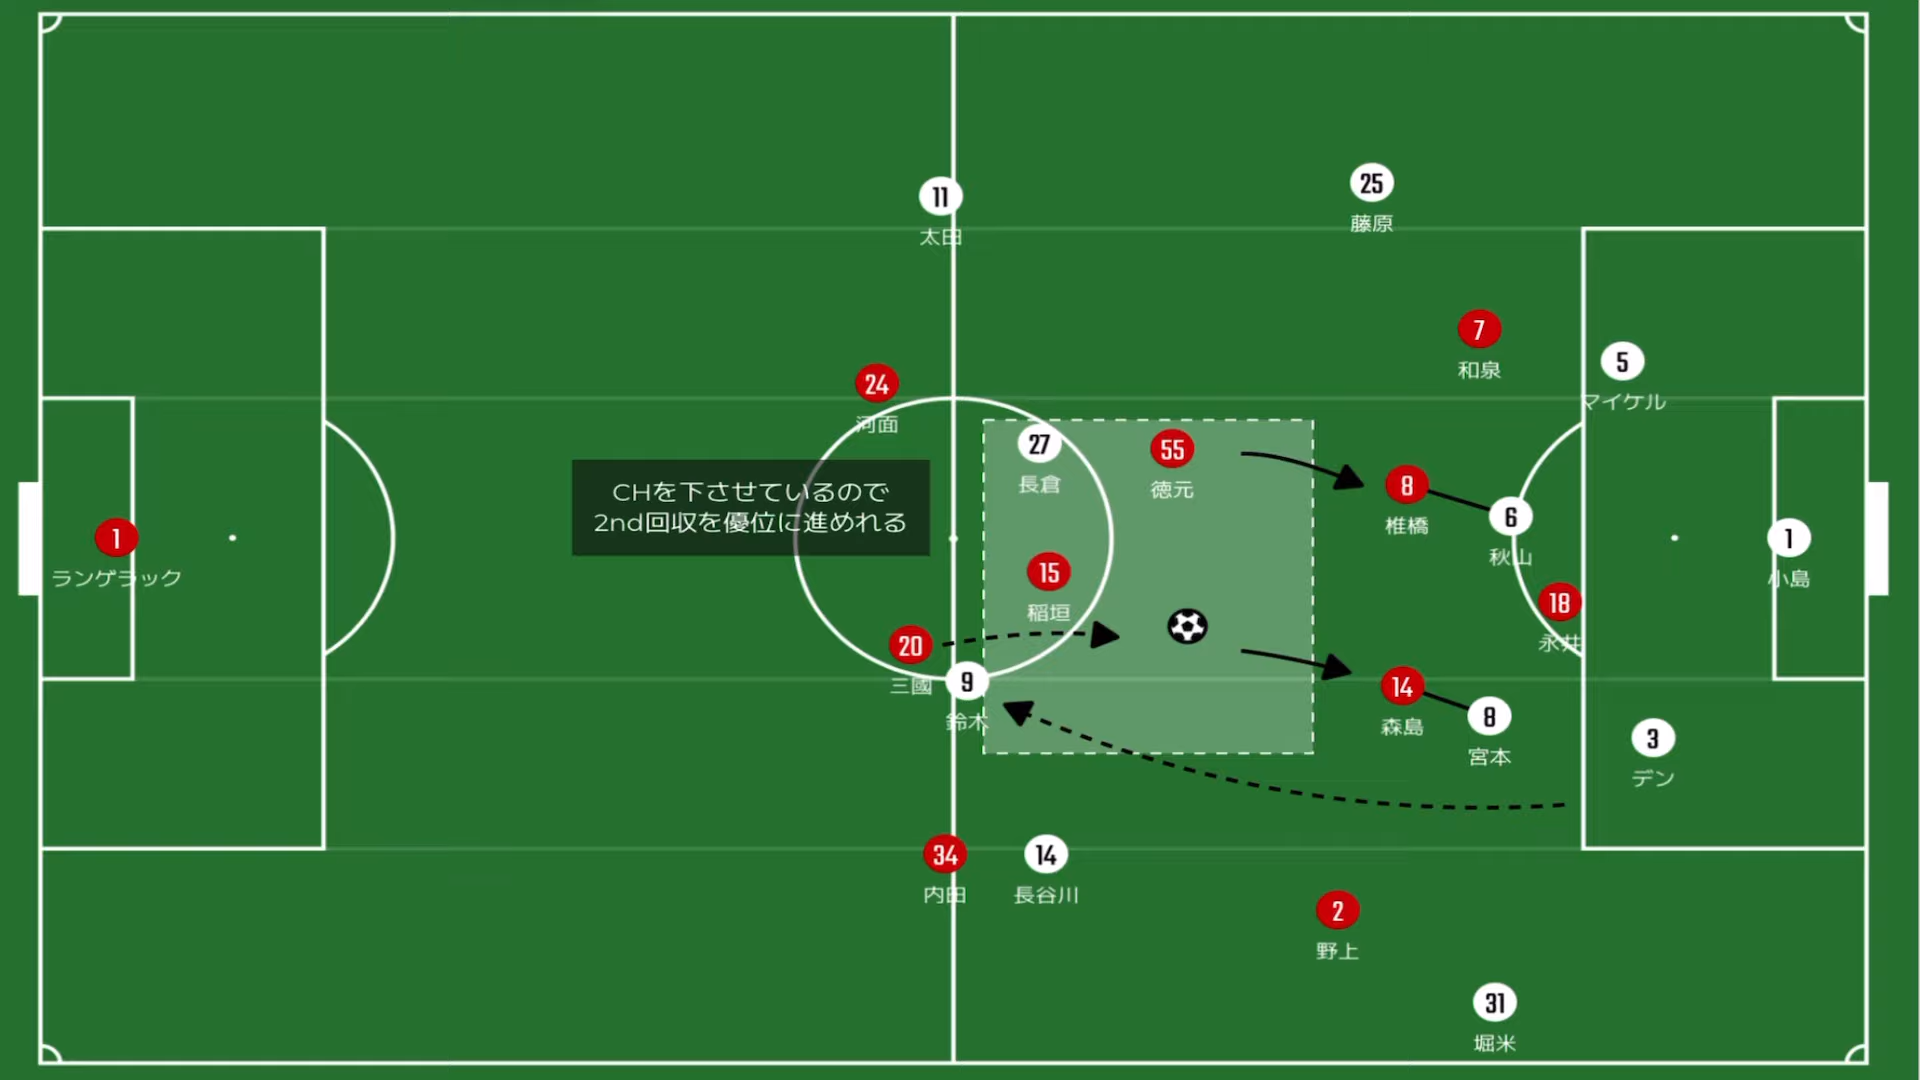 11
太田
25
藤原
7
和泉
5
マイケル
24
河面
27
長倉
55
徳元
8
椎橋
6
秋山
CHを下させているので
2nd回収を優位に進めれる
1
ランゲラック
1
小島
15
稲垣
18
永井
20
三國
9
鈴木
14
森島
8
宮本
3
デン
34
内田
14
長谷川
2
野上
31
堀米